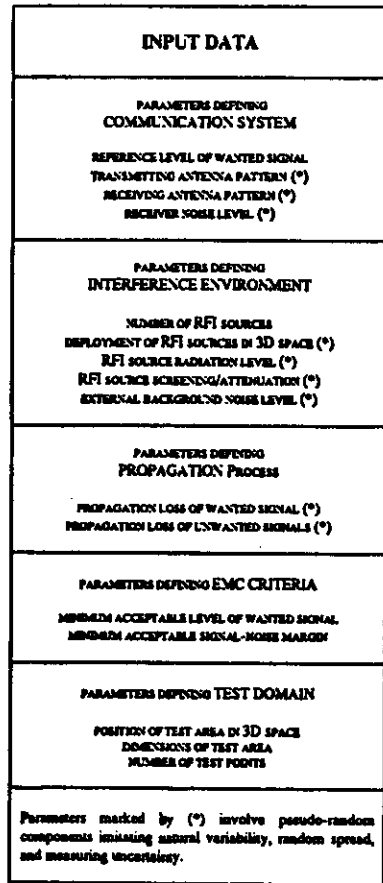 INPUT DATA
PARAMETERS DEFINING
COMMUNICATION SYSTEM
REFERENCE LEVEL OF WANTED SIGNAL
TRANSMITTING ANTENNA PATTERN (*)
RECEIVING ANTENNA PATTERN (*)
RECEIVER NOISE LEVEL (*)
PARAMETERS DEFINING
INTERFERENCE ENVIRONMENT
NUMBER OF RFI SOURCES
DEPLOYMENT OF RFI SOURCES IN 3D SPACE (*)
RFI SOURCE RADIATION LEVEL (*)
RFI SOURCE SCREENING/ATTENUATION (*)
EXTERNAL BACKGROUND NOISE LEVEL (*)
PARAMETERS DEFINING
PROPAGATION PROCESS
PROPAGATION LOSS OF WANTED SIGNAL (*)
PROPAGATION LOSS OF UNWANTED SIGNALS (*)
PARAMETERS DEFINING EMC CRITERIA
MINIMUM ACCEPTABLE LEVEL OF WANTED SIGNAL
MINIMUM ACCEPTABLE SIGNAL-NOISE MARGIN
PARAMETERS DEFINING TEST DOMAIN
POSITION OF TEST AREA IN 3D SPACE
DIMENSIONS OF TEST AREA
NUMBER OF TEST POINTS
Parameters marked by (*) involve pseudo-random
components imitating natural variability, random spread,
and measuring uncertainty.